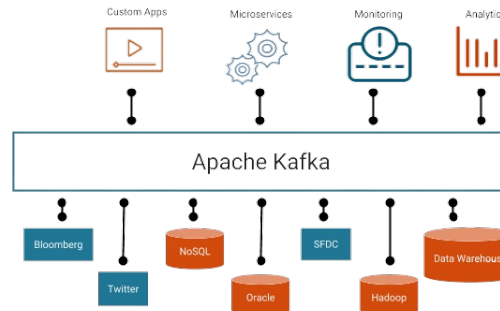 Custom Apps
Microservices
Monitoring
Analytic
Apache Kafka
Bloomberg
NoSQL
SFDC
Data Warehous
Twitter
Oracle
Hadoop